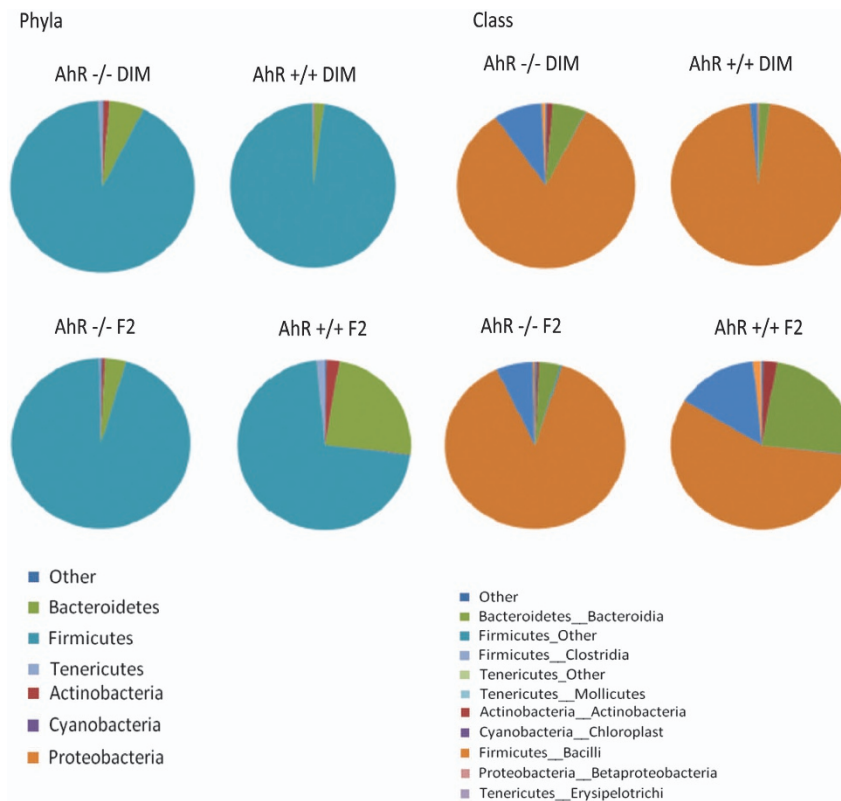 Phyla
Class
AhR -/- DIM
AhR +/+ DIM
AhR -/- DIM
AhR +/+ DIM
AhR -/- F2
AhR +/+ F2
AhR -/- F2
AhR +/+ F2
Other
Bacteroidetes
Firmicutes
Tenericutes
Actinobacteria
Cyanobacteria
Proteobacteria
Other
Bacteroidetes__Bacteroidia
Firmicutes_Other
Firmicutes__Clostridia
Tenericutes_Other
Tenericutes__Mollicutes
Actinobacteria__Actinobacteria
Cyanobacteria__Chloroplast
Firmicutes__Bacilli
Proteobacteria__Betaproteobacteria
Tenericutes__Erysipelotrichi